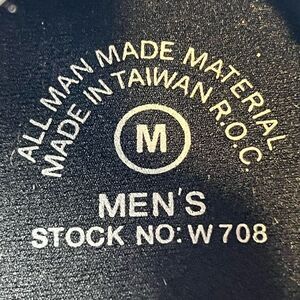 ALL MAN MADE MATERIAL
MADE IN TAIWAN R.O.C.
M
MEN'S
STOCK NO: W708